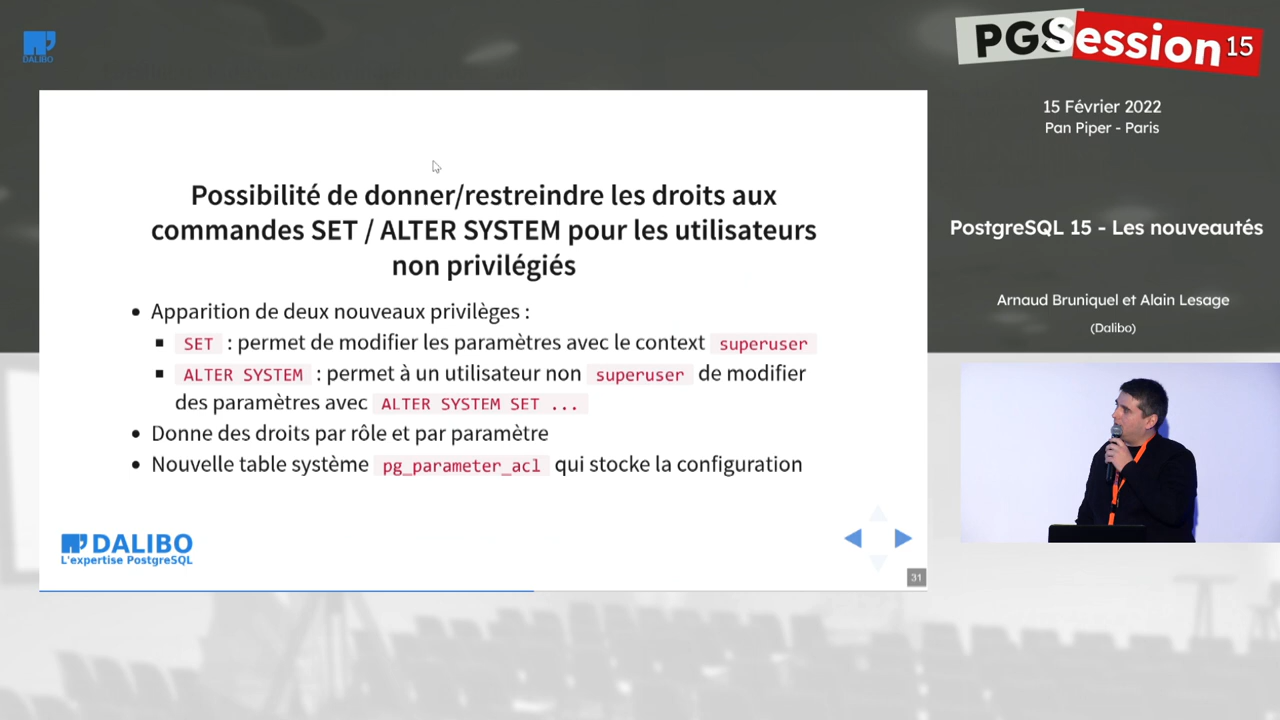 DALIBO
PGSession 15
15 Février 2022
Pan Piper - Paris
PostgreSQL 15 - Les nouveautés
Arnaud Bruniquel et Alain Lesage
(Dalibo)
Possibilité de donner/restreindre les droits aux
commandes SET / ALTER SYSTEM pour les utilisateurs
non privilégiés
• Apparition de deux nouveaux privilèges :
▪ SET : permet de modifier les paramètres avec le context superuser
▪ ALTER SYSTEM : permet à un utilisateur non superuser de modifier
des paramètres avec ALTER SYSTEM SET ...
• Donne des droits par rôle et par paramètre
• Nouvelle table système pg_parameter_acl qui stocke la configuration
DALIBO
L'expertise PostgreSQL
31